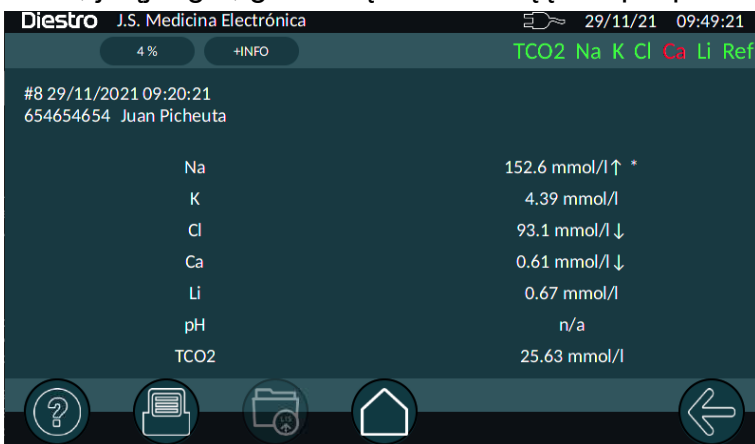 Diestro J.S. Medicina Electrónica 29/11/21 09:49:21
4 % +INFO TCO2 Na K Cl Ca Li Ref
#8 29/11/2021 09:20:21
654654654 Juan Picheuta
Na 152.6 mmol/l↑ *
K 4.39 mmol/l
Cl 93.1 mmol/l↓
Ca 0.61 mmol/l↓
Li 0.67 mmol/l
pH n/a
TCO2 25.63 mmol/l
?
LIS